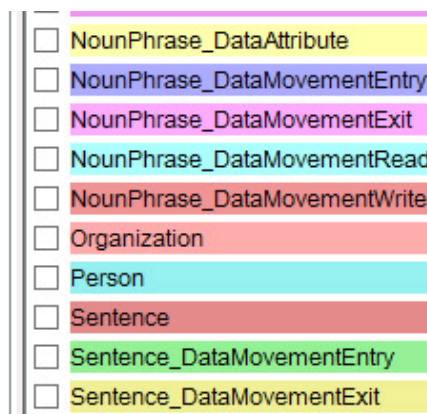 NounPhrase_DataAttribute
NounPhrase_DataMovementEntry
NounPhrase_DataMovementExit
NounPhrase_DataMovementRead
NounPhrase_DataMovementWrite
Organization
Person
Sentence
Sentence_DataMovementEntry
Sentence_DataMovementExit